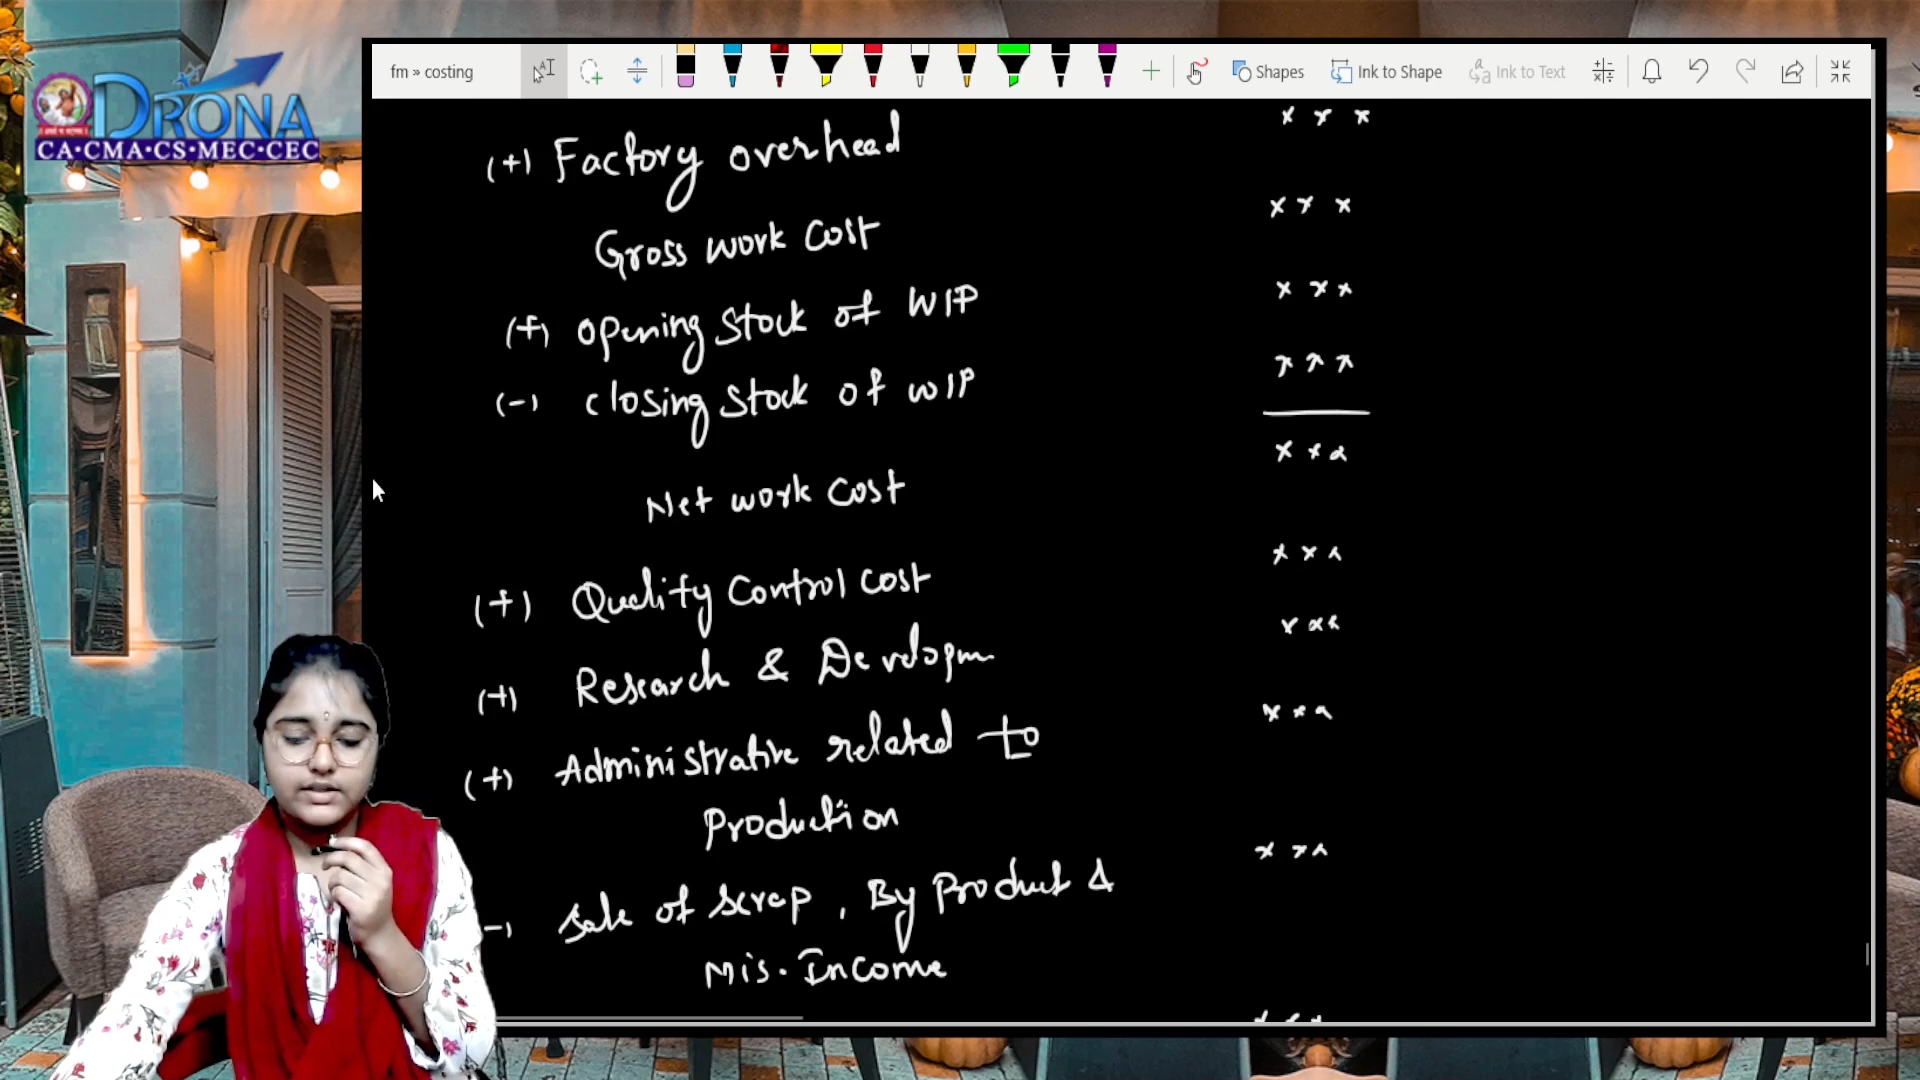 DRONA
CA•CMA•CS•MEC•CEC
fm » costing
Shapes
Ink to Shape
Ink to Text
x x x
(+) Factory overhead
x x x
Gross work cost
x x x
(+) opening stock of WIP
x x x
(-) closing stock of WIP
x x x
Net work cost
x x x
(+) Quality control cost
x x x
(+) Research & Developm
x x x
(+) Administrative related to
Production
x x x
-) Sale of scrap, By Product &
Mis. Income
x x x